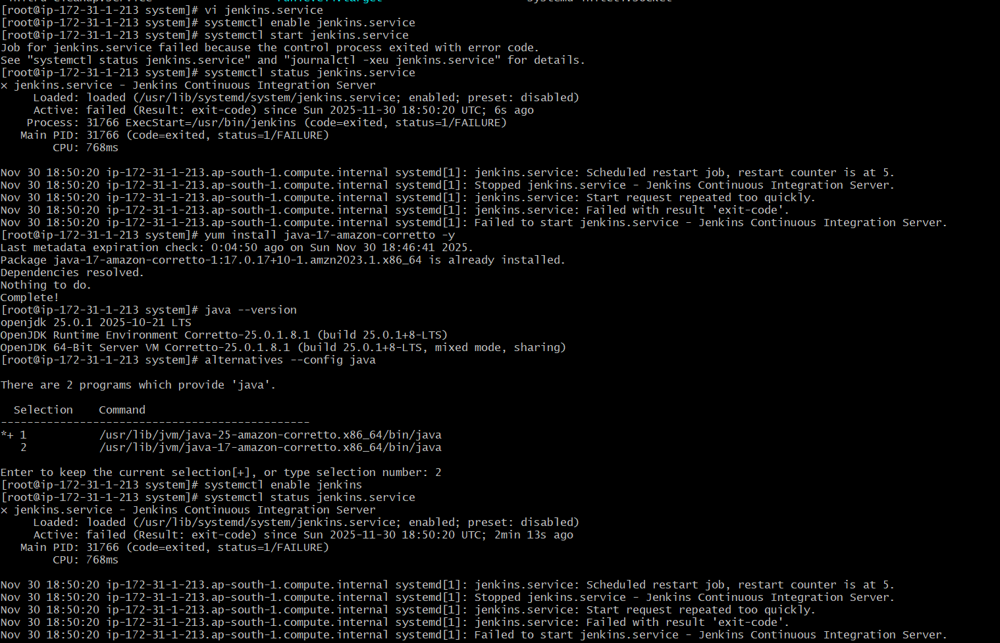 [root@ip-172-31-1-213 system]# vi jenkins.service
[root@ip-172-31-1-213 system]# systemctl enable jenkins.service
[root@ip-172-31-1-213 system]# systemctl start jenkins.service
Job for jenkins.service failed because the control process exited with error code.
See "systemctl status jenkins.service" and "journalctl -xeu jenkins.service" for details.
[root@ip-172-31-1-213 system]# systemctl status jenkins.service
× jenkins.service - Jenkins Continuous Integration Server
     Loaded: loaded (/usr/lib/systemd/system/jenkins.service; enabled; preset: disabled)
     Active: failed (Result: exit-code) since Sun 2025-11-30 18:50:20 UTC; 6s ago
    Process: 31766 ExecStart=/usr/bin/jenkins (code=exited, status=1/FAILURE)
   Main PID: 31766 (code=exited, status=1/FAILURE)
        CPU: 768ms
Nov 30 18:50:20 ip-172-31-1-213.ap-south-1.compute.internal systemd[1]: jenkins.service: Scheduled restart job, restart counter is at 5.
Nov 30 18:50:20 ip-172-31-1-213.ap-south-1.compute.internal systemd[1]: Stopped jenkins.service - Jenkins Continuous Integration Server.
Nov 30 18:50:20 ip-172-31-1-213.ap-south-1.compute.internal systemd[1]: jenkins.service: Start request repeated too quickly.
Nov 30 18:50:20 ip-172-31-1-213.ap-south-1.compute.internal systemd[1]: jenkins.service: Failed with result 'exit-code'.
Nov 30 18:50:20 ip-172-31-1-213.ap-south-1.compute.internal systemd[1]: Failed to start jenkins.service - Jenkins Continuous Integration Server.
[root@ip-172-31-1-213 system]# yum install java-17-amazon-corretto -y
Last metadata expiration check: 0:04:50 ago on Sun Nov 30 18:46:41 2025.
Package java-17-amazon-corretto-1:17.0.17+10-1.amzn2023.1.x86_64 is already installed.
Dependencies resolved.
Nothing to do.
Complete!
[root@ip-172-31-1-213 system]# java --version
openjdk 25.0.1 2025-10-21 LTS
OpenJDK Runtime Environment Corretto-25.0.1.8.1 (build 25.0.1+8-LTS)
OpenJDK 64-Bit Server VM Corretto-25.0.1.8.1 (build 25.0.1+8-LTS, mixed mode, sharing)
[root@ip-172-31-1-213 system]# alternatives --config java
There are 2 programs which provide 'java'.
  Selection    Command
-----------------------------------------------
*+ 1           /usr/lib/jvm/java-25-amazon-corretto.x86_64/bin/java
   2           /usr/lib/jvm/java-17-amazon-corretto.x86_64/bin/java
Enter to keep the current selection[+], or type selection number: 2
[root@ip-172-31-1-213 system]# systemctl enable jenkins
[root@ip-172-31-1-213 system]# systemctl status jenkins.service
× jenkins.service - Jenkins Continuous Integration Server
     Loaded: loaded (/usr/lib/systemd/system/jenkins.service; enabled; preset: disabled)
     Active: failed (Result: exit-code) since Sun 2025-11-30 18:50:20 UTC; 2min 13s ago
   Main PID: 31766 (code=exited, status=1/FAILURE)
        CPU: 768ms
Nov 30 18:50:20 ip-172-31-1-213.ap-south-1.compute.internal systemd[1]: jenkins.service: Scheduled restart job, restart counter is at 5.
Nov 30 18:50:20 ip-172-31-1-213.ap-south-1.compute.internal systemd[1]: Stopped jenkins.service - Jenkins Continuous Integration Server.
Nov 30 18:50:20 ip-172-31-1-213.ap-south-1.compute.internal systemd[1]: jenkins.service: Start request repeated too quickly.
Nov 30 18:50:20 ip-172-31-1-213.ap-south-1.compute.internal systemd[1]: jenkins.service: Failed with result 'exit-code'.
Nov 30 18:50:20 ip-172-31-1-213.ap-south-1.compute.internal systemd[1]: Failed to start jenkins.service - Jenkins Continuous Integration Server.